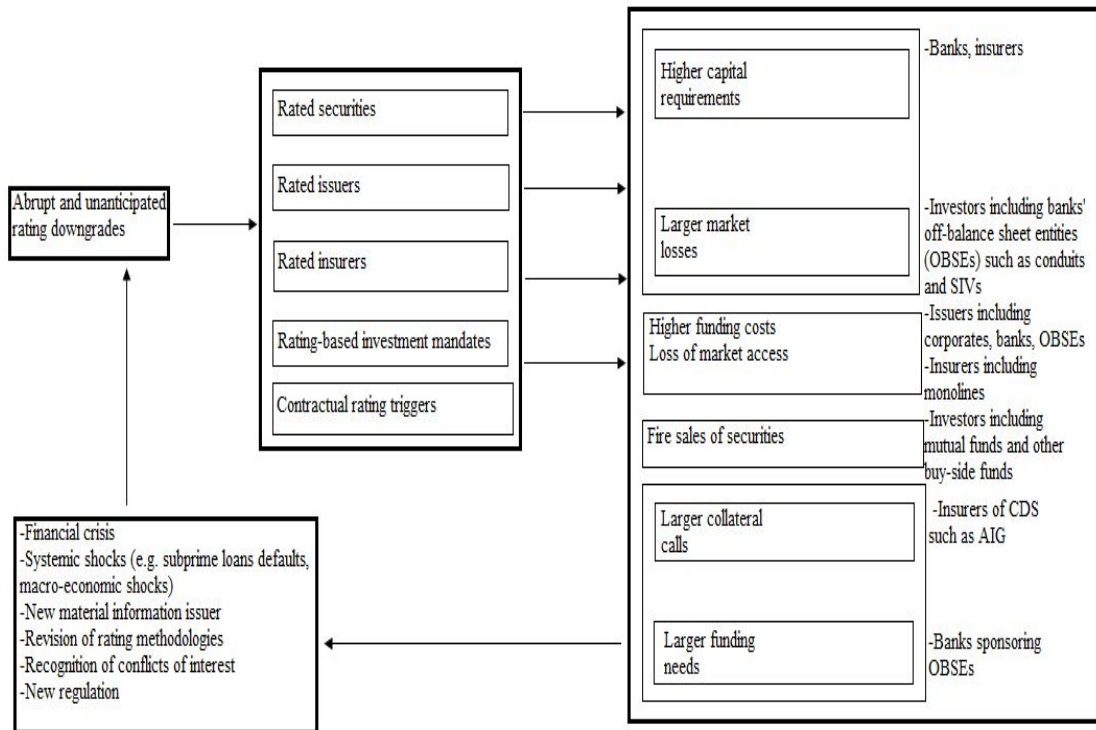 Abrupt and unanticipated
rating downgrades
Rated securities
Rated issuers
Rated insurers
Rating-based investment mandates
Contractual rating triggers
Higher capital
requirements
Larger market
losses
Higher funding costs
Loss of market access
Fire sales of securities
Larger collateral
calls
Larger funding
needs
-Banks, insurers
-Investors including banks'
off-balance sheet entities
(OBSEs) such as conduits
and SIVs
-Issuers including
corporates, banks, OBSEs
-Insurers including
monolines
-Investors including
mutual funds and other
buy-side funds
-Insurers of CDS
such as AIG
-Banks sponsoring
OBSEs
-Financial crisis
-Systemic shocks (e.g. subprime loans defaults,
macro-economic shocks)
-New material information issuer
-Revision of rating methodologies
-Recognition of conflicts of interest
-New regulation